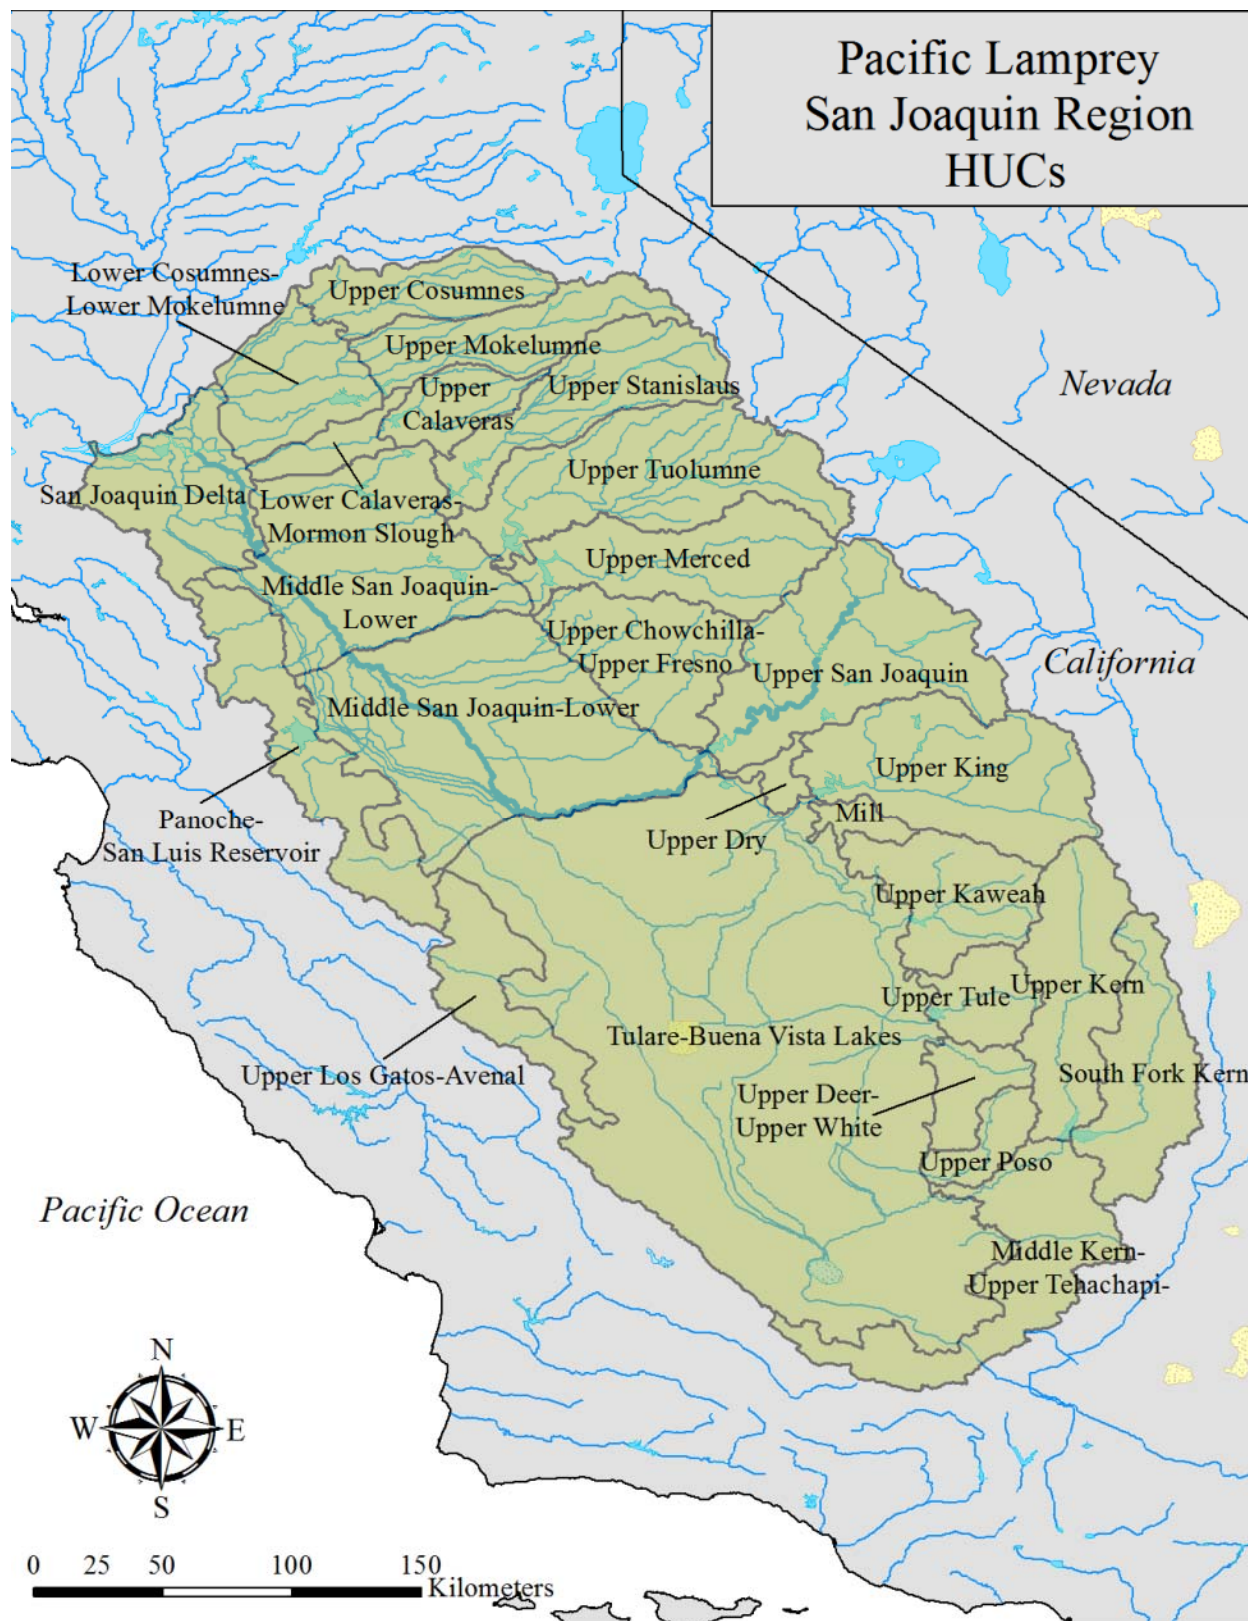 Pacific Lamprey
San Joaquin Region
HUCs
Lower Cosumnes-
Lower Mokelumne
Upper Cosumnes
Upper Mokelumne
Upper
Calaveras
Upper Stanislaus
Nevada
Upper Tuolumne
San Joaquin Delta
Lower Calaveras-
Mormon Slough
Upper Merced
Middle San Joaquin-
Lower
Upper Chowchilla-
Upper Fresno
Upper San Joaquin
California
Middle San Joaquin-Lower
Upper King
Panoche-
San Luis Reservoir
Upper Dry
Mill
Upper Kaweah
Upper Tule
Upper Kern
Tulare-Buena Vista Lakes
Upper Los Gatos-Avenal
South Fork Kern
Upper Deer-
Upper White
Upper Poso
Pacific Ocean
Middle Kern-
Upper Tehachapi-
N
W
E
S
0 25 50 100 150
Kilometers